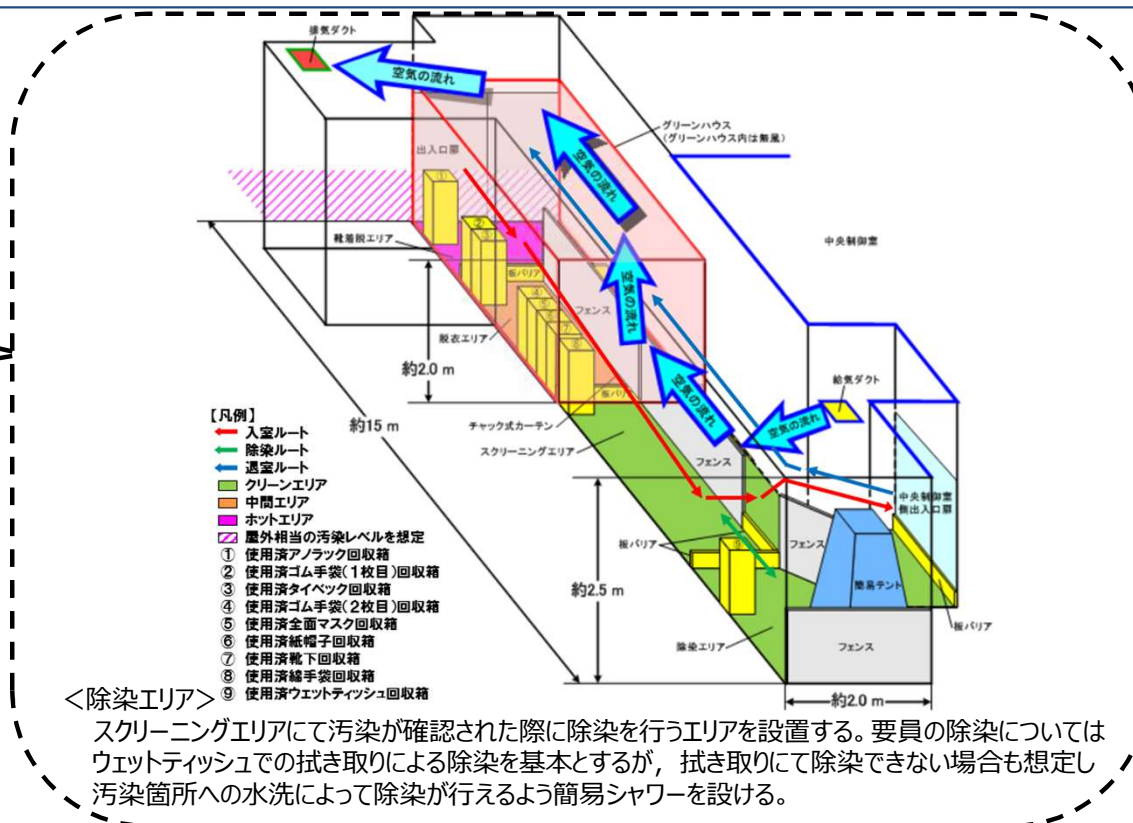 排気ダクト
空気の流れ
グリーンハウス
(グリーンハウス内は無風)
出入口扉
①
空気の流れ
中央制御室
②
③
靴着脱エリア
板バリア
空気の流れ
④
⑤
⑥
⑦
⑧
フェンス
脱衣エリア
約2.0 m
空気の流れ
給気ダクト
板バリア
空気の流れ
【凡例】
入室ルート
除染ルート
退室ルート
クリーンエリア
中間エリア
ホットエリア
屋外相当の汚染レベルを想定
① 使用済アノラック回収箱
② 使用済ゴム手袋(1枚目)回収箱
③ 使用済タイベック回収箱
④ 使用済ゴム手袋(2枚目)回収箱
⑤ 使用済全面マスク回収箱
⑥ 使用済紙帽子回収箱
⑦ 使用済靴下回収箱
⑧ 使用済綿手袋回収箱
⑨ 使用済ウェットティッシュ回収箱
約15 m
チャック式カーテン
スクリーニングエリア
フェンス
中央制御室
側出入口扉
板バリア
⑨
フェンス
簡易テント
約2.5 m
板バリア
除染エリア
フェンス
約2.0 m
<除染エリア>
スクリーニングエリアにて汚染が確認された際に除染を行うエリアを設置する。要員の除染については
ウェットティッシュでの拭き取りによる除染を基本とするが，拭き取りにて除染できない場合も想定し
汚染箇所への水洗によって除染が行えるよう簡易シャワーを設ける。